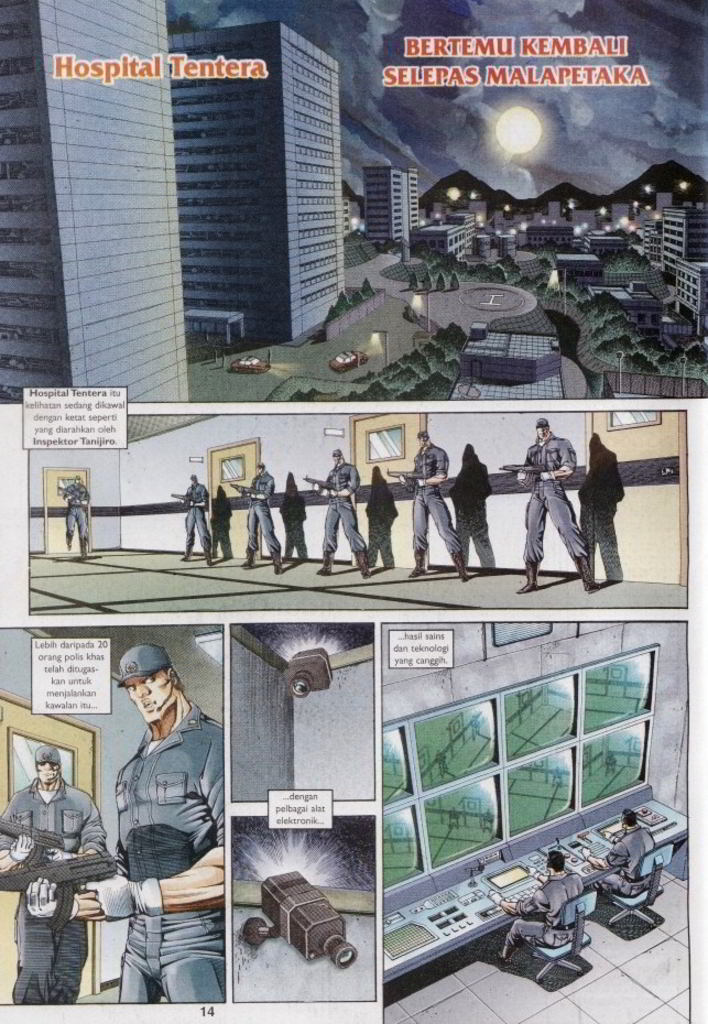 Hospital Tentera
BERTEMU KEMBALI
SELEPAS MALAPETAKA
Hospital Tentera itu
kelihatan sedang dikawal
dengan ketat seperti
yang diarahkan oleh
Inspektor Tanijiro.
Lebih daripada 20
orang polis khas
telah ditugas-
kan untuk
menjalankan
kawalan itu...
...dengan
pelbagai alat
elektronik...
...hasil sains
dan teknologi
yang canggih.
14